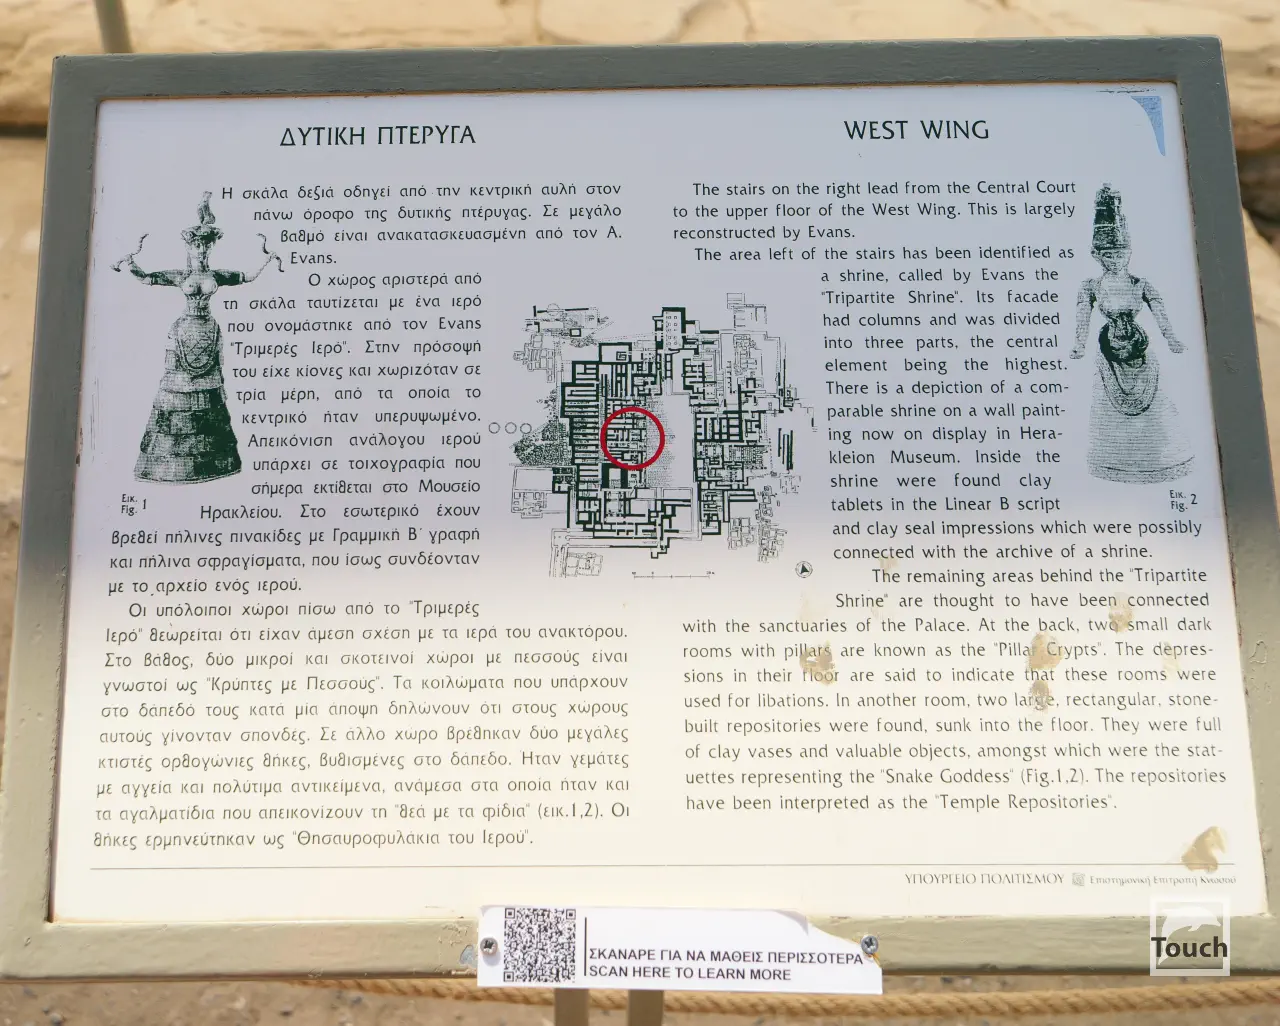 ΔΥΤΙΚΗ ΠΤΕΡΥΓΑ
Η σκάλα δεξιά οδηγεί από την κεντρική αυλή στον
πάνω όροφο της δυτικής πτέρυγας. Σε μεγάλο
βαθμό είναι ανακατασκευασμένη από τον Α.
Evans.
Ο χώρος αριστερά από
τη σκάλα ταυτίζεται με ένα ιερό
που ονομάστηκε από τον Evans
"Τριμερές Ιερό". Στην πρόσοψή
του είχε κίονες και χωριζόταν σε
τρία μέρη, από τα οποία το
κεντρικό ήταν υπερυψωμένο.
Απεικόνιση ανάλογου ιερού
υπάρχει σε τοιχογραφία που
σήμερα εκτίθεται στο Μουσείο
Ηρακλείου. Στο εσωτερικό έχουν
βρεθεί πήλινες πινακίδες με Γραμμική Β' γραφή
και πήλινα σφραγίσματα, που ίσως συνδέονταν
με το αρχείο ενός ιερού.
Οι υπόλοιποι χώροι πίσω από το "Τριμερές
Ιερό" θεωρείται ότι είχαν άμεση σχέση με τα ιερά του ανακτόρου.
Στο βάθος, δύο μικροί και σκοτεινοί χώροι με πεσσούς είναι
γνωστοί ως "Κρύπτες με Πεσσούς". Τα κοιλώματα που υπάρχουν
στο δάπεδό τους κατά μία άποψη δηλώνουν ότι στους χώρους
αυτούς γίνονταν σπονδές. Σε άλλο χώρο βρέθηκαν δύο μεγάλες
κτιστές ορθογώνιες θήκες, βυθισμένες στο δάπεδο. Ήταν γεμάτες
με αγγεία και πολύτιμα αντικείμενα, ανάμεσα στα οποία ήταν και
τα αγαλματίδια που απεικονίζουν τη "θεά με τα φίδια" (εικ.1,2). Οι
θήκες ερμηνεύτηκαν ως "Θησαυροφυλάκια του Ιερού".
Εικ.
Fig. 1
WEST WING
The stairs on the right lead from the Central Court
to the upper floor of the West Wing. This is largely
reconstructed by Evans.
The area left of the stairs has been identified as
a shrine, called by Evans the
"Tripartite Shrine". Its facade
had columns and was divided
into three parts, the central
element being the highest.
There is a depiction of a com-
parable shrine on a wall paint-
ing now on display in Hera-
kleion Museum. Inside the
shrine were found clay
tablets in the Linear B script
and clay seal impressions which were possibly
connected with the archive of a shrine.
The remaining areas behind the "Tripartite
Shrine" are thought to have been connected
with the sanctuaries of the Palace. At the back, two small dark
rooms with pillars are known as the "Pillar Crypts". The depres-
sions in their floor are said to indicate that these rooms were
used for libations. In another room, two large, rectangular, stone-
built repositories were found, sunk into the floor. They were full
of clay vases and valuable objects, amongst which were the stat-
uettes representing the "Snake Goddess" (Fig.1,2). The repositories
have been interpreted as the "Temple Repositories".
Εικ.
Fig. 2
ΥΠΟΥΡΓΕΙΟ ΠΟΛΙΤΙΣΜΟΥ Επιστημονική Επιτροπή Κνωσού
ΣΚΑΝΑΡΕ ΓΙΑ ΝΑ ΜΑΘΕΙΣ ΠΕΡΙΣΣΟΤΕΡΑ
SCAN HERE TO LEARN MORE
Touch